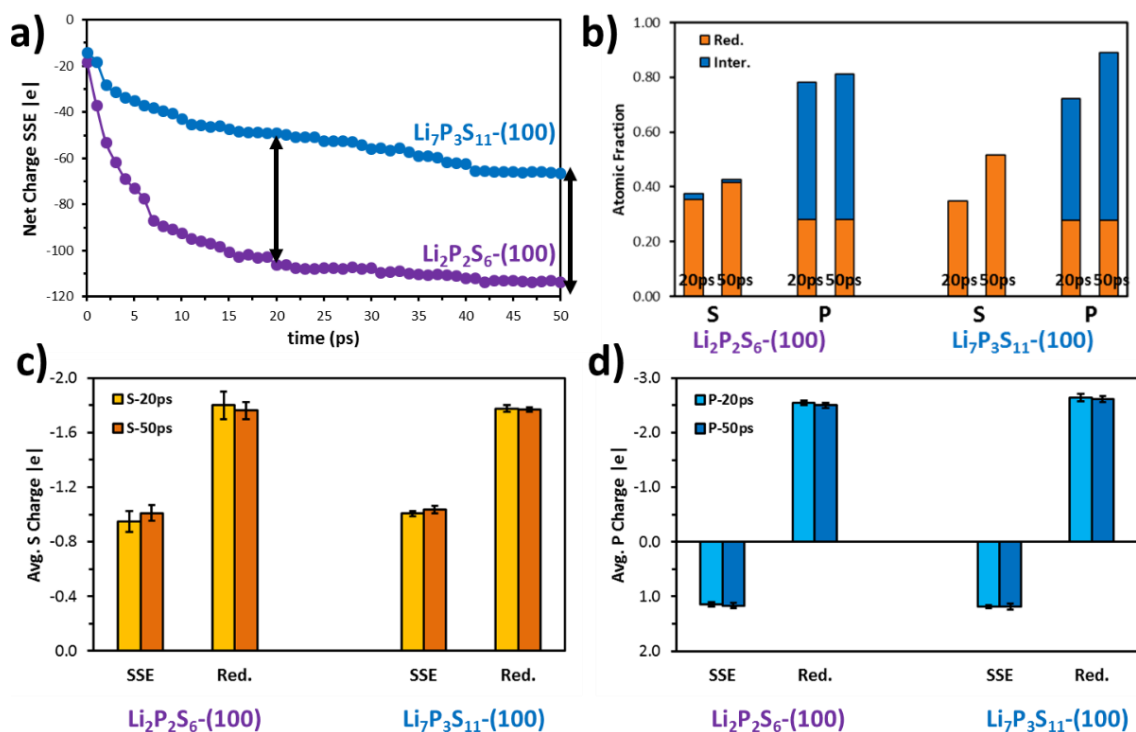 a)
Net Charge SSE |e|
0
-20
-40
-60
-80
-100
-120
Li₇P₃S₁₁-(100)
Li₂P₂S₆-(100)
0 5 10 15 20 25 30 35 40 45 50
time (ps)
b)
Atomic Fraction
1.00
0.80
0.60
0.40
0.20
0.00
Red.
Inter.
20ps 50ps 20ps 50ps 20ps 50ps 20ps 50ps
S P S P
Li₂P₂S₆-(100) Li₇P₃S₁₁-(100)
c)
Avg. S Charge |e|
-2.0
-1.6
-1.2
-0.8
-0.4
0.0
S-20ps
S-50ps
SSE Red. SSE Red.
Li₂P₂S₆-(100) Li₇P₃S₁₁-(100)
d)
Avg. P Charge |e|
-3.0
-2.0
-1.0
0.0
1.0
2.0
P-20ps
P-50ps
SSE Red. SSE Red.
Li₂P₂S₆-(100) Li₇P₃S₁₁-(100)